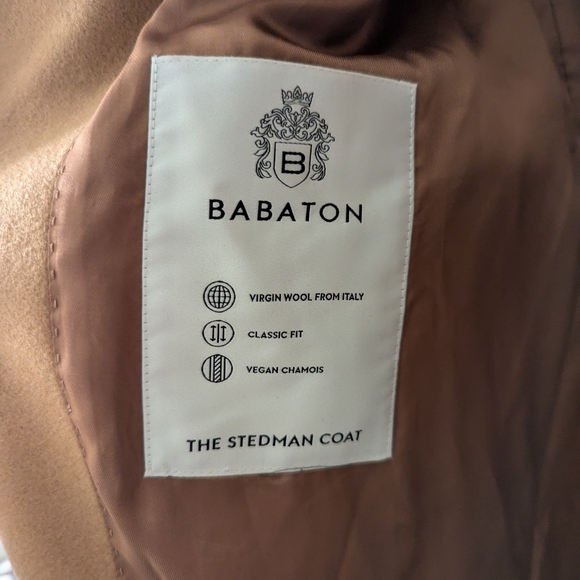 B
BABATON
VIRGIN WOOL FROM ITALY
CLASSIC FIT
VEGAN CHAMOIS
THE STEDMAN COAT